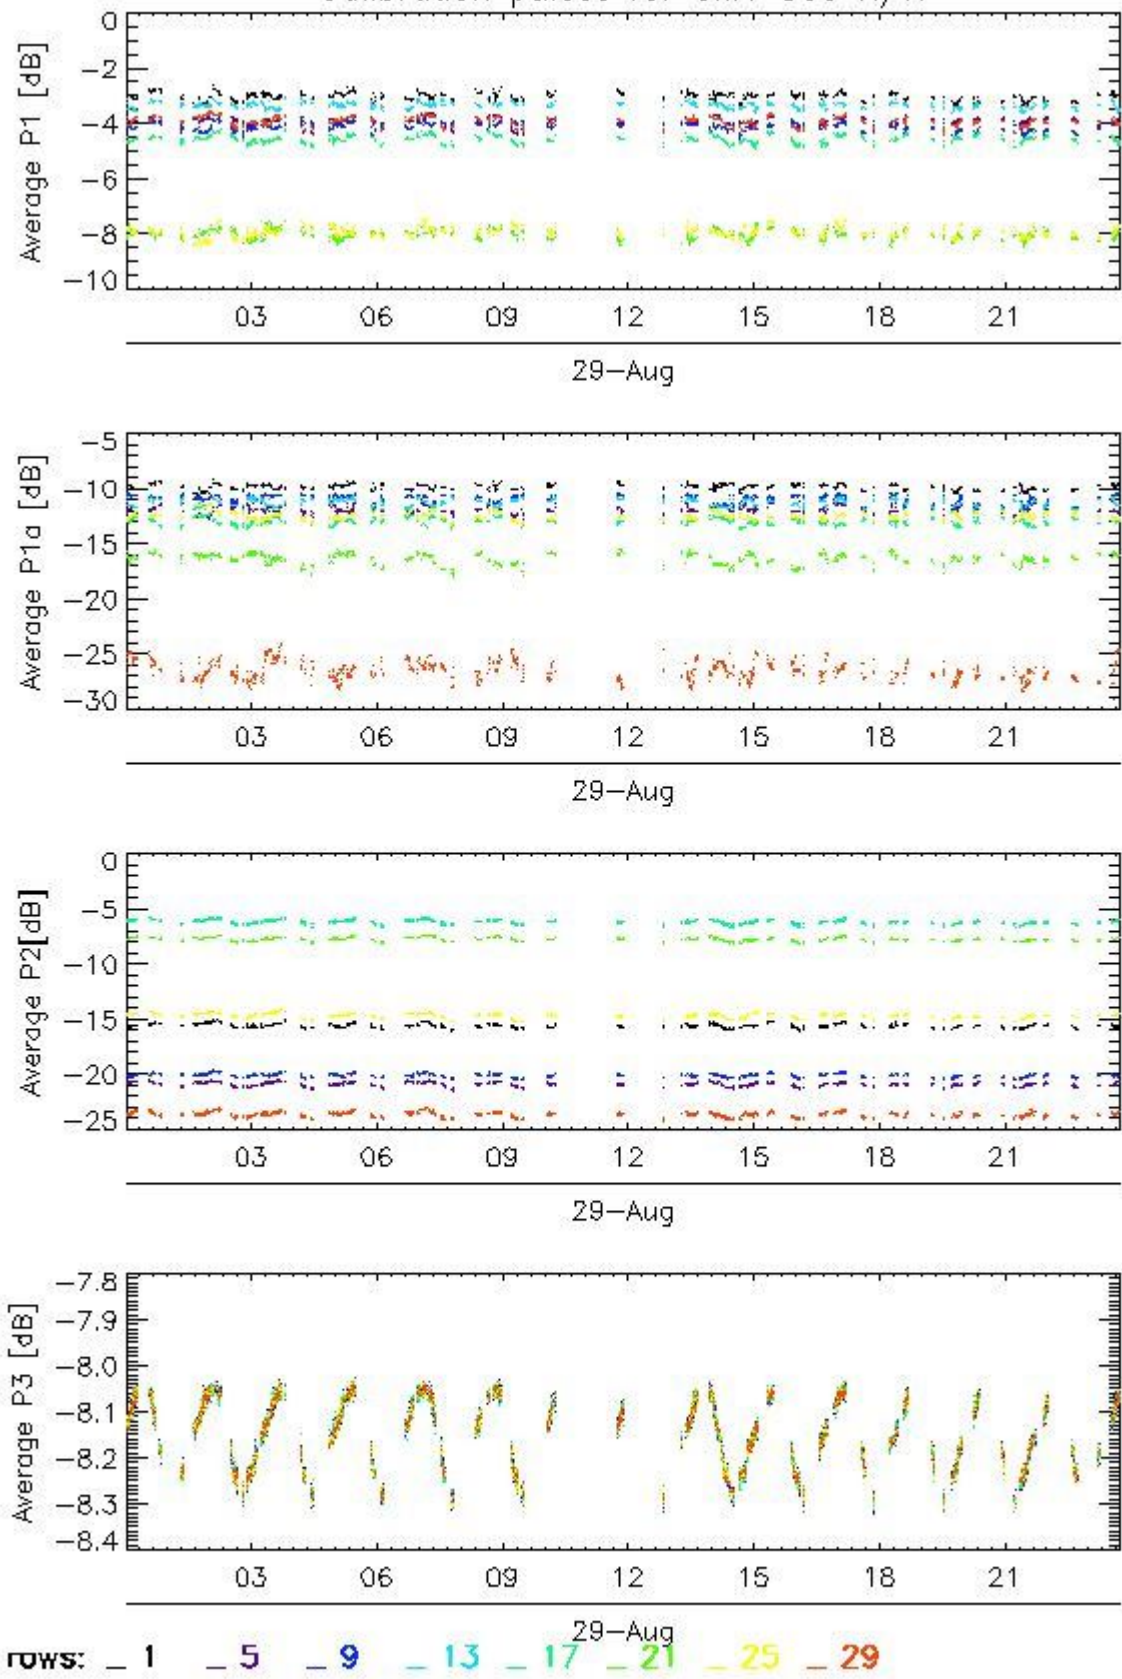 0
-2
-4
-6
-8
-10
Average P1 [dB]
03 06 09 12 15 18 21
29-Aug
-5
-10
-15
-20
-25
-30
Average P1a [dB]
03 06 09 12 15 18 21
29-Aug
0
-5
-10
-15
-20
-25
Average P2[dB]
03 06 09 12 15 18 21
29-Aug
-7.8
-7.9
-8.0
-8.1
-8.2
-8.3
-8.4
Average P3 [dB]
03 06 09 12 15 18 21
29-Aug
rows: _ 1 _ 5 _ 9 _ 13 _ 17 _ 21 _ 25 _ 29